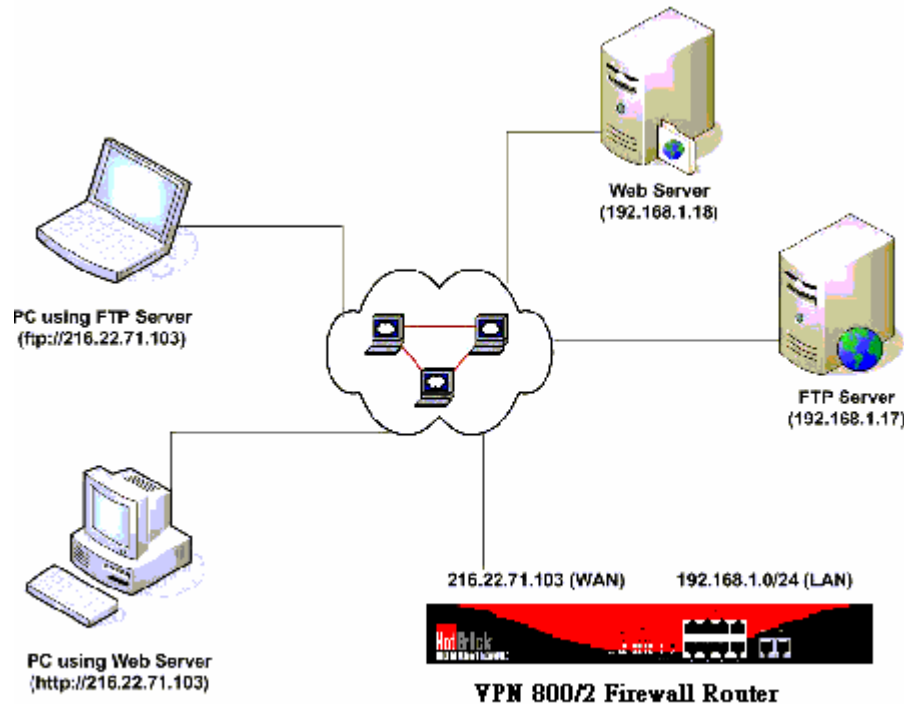 Web Server
(192.168.1.18)
PC using FTP Server
(ftp://216.22.71.103)
FTP Server
(192.168.1.17)
216.22.71.103 (WAN) 192.168.1.0/24 (LAN)
HotBrick
PC using Web Server
(http://216.22.71.103)
VPN 800/2 Firewall Router